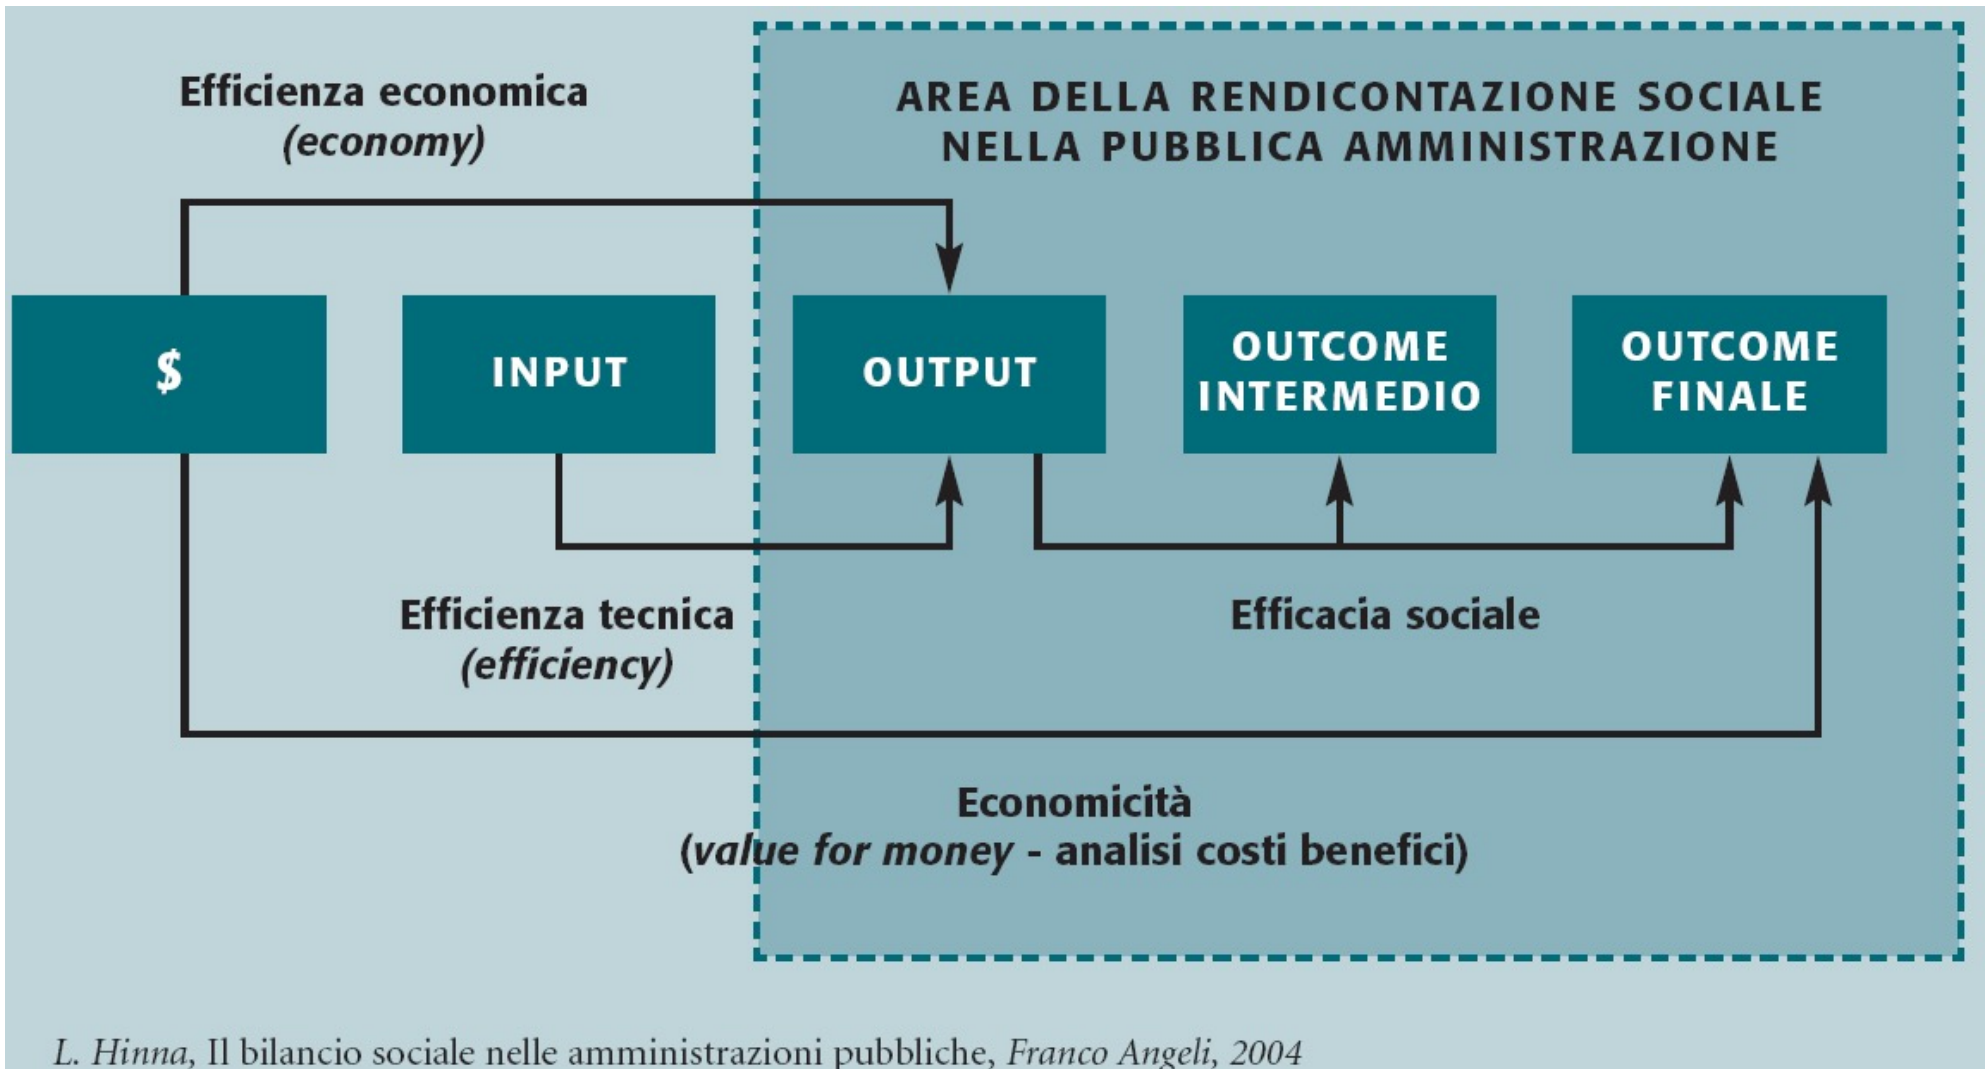 Efficienza economica
(economy)
AREA DELLA RENDICONTAZIONE SOCIALE
NELLA PUBBLICA AMMINISTRAZIONE
$
INPUT
OUTPUT
OUTCOME
INTERMEDIO
OUTCOME
FINALE
Efficienza tecnica
(efficiency)
Efficacia sociale
Economicità
(value for money - analisi costi benefici)
L. Hinna, Il bilancio sociale nelle amministrazioni pubbliche, Franco Angeli, 2004